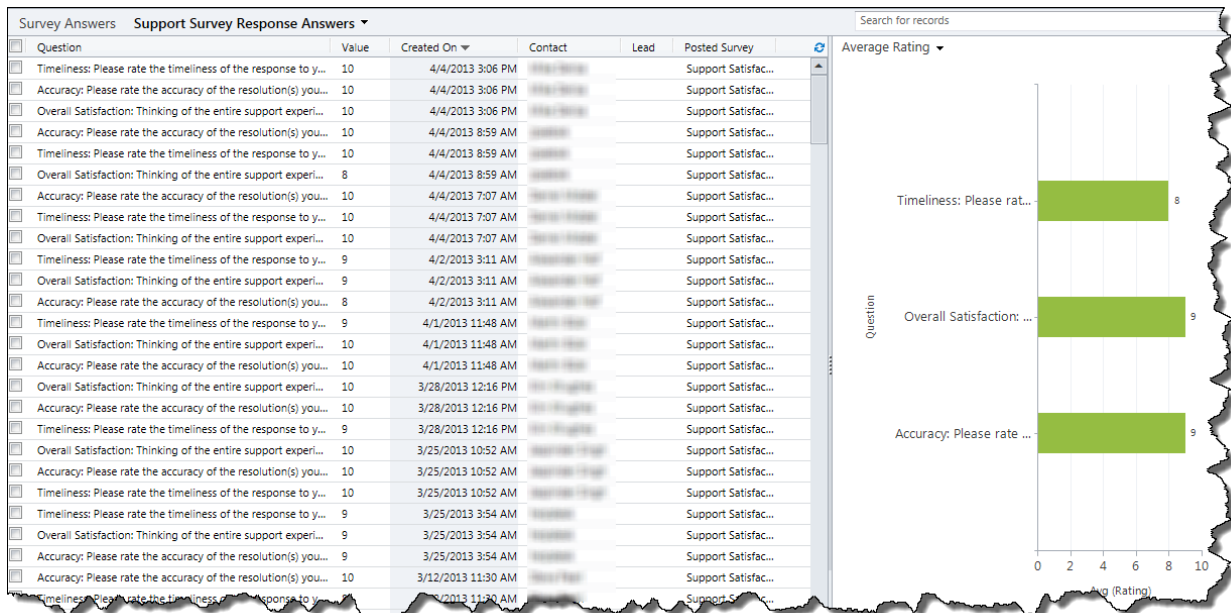 Survey Answers Support Survey Response Answers
Search for records
Question Value Created On Contact Lead Posted Survey
Timeliness: Please rate the timeliness of the response to y... 10 4/4/2013 3:06 PM Support Satisfac...
Accuracy: Please rate the accuracy of the resolution(s) you... 10 4/4/2013 3:06 PM Support Satisfac...
Overall Satisfaction: Thinking of the entire support experi... 10 4/4/2013 3:06 PM Support Satisfac...
Accuracy: Please rate the accuracy of the resolution(s) you... 10 4/4/2013 8:59 AM Support Satisfac...
Timeliness: Please rate the timeliness of the response to y... 10 4/4/2013 8:59 AM Support Satisfac...
Overall Satisfaction: Thinking of the entire support experi... 8 4/4/2013 8:59 AM Support Satisfac...
Accuracy: Please rate the accuracy of the resolution(s) you... 10 4/4/2013 7:07 AM Support Satisfac...
Timeliness: Please rate the timeliness of the response to y... 10 4/4/2013 7:07 AM Support Satisfac...
Overall Satisfaction: Thinking of the entire support experi... 10 4/4/2013 7:07 AM Support Satisfac...
Timeliness: Please rate the timeliness of the response to y... 9 4/2/2013 3:11 AM Support Satisfac...
Overall Satisfaction: Thinking of the entire support experi... 9 4/2/2013 3:11 AM Support Satisfac...
Accuracy: Please rate the accuracy of the resolution(s) you... 8 4/2/2013 3:11 AM Support Satisfac...
Timeliness: Please rate the timeliness of the response to y... 9 4/1/2013 11:48 AM Support Satisfac...
Overall Satisfaction: Thinking of the entire support experi... 10 4/1/2013 11:48 AM Support Satisfac...
Accuracy: Please rate the accuracy of the resolution(s) you... 10 4/1/2013 11:48 AM Support Satisfac...
Overall Satisfaction: Thinking of the entire support experi... 10 3/28/2013 12:16 PM Support Satisfac...
Accuracy: Please rate the accuracy of the resolution(s) you... 10 3/28/2013 12:16 PM Support Satisfac...
Timeliness: Please rate the timeliness of the response to y... 9 3/28/2013 12:16 PM Support Satisfac...
Overall Satisfaction: Thinking of the entire support experi... 10 3/25/2013 10:52 AM Support Satisfac...
Accuracy: Please rate the accuracy of the resolution(s) you... 10 3/25/2013 10:52 AM Support Satisfac...
Timeliness: Please rate the timeliness of the response to y... 10 3/25/2013 10:52 AM Support Satisfac...
Timeliness: Please rate the timeliness of the response to y... 9 3/25/2013 3:54 AM Support Satisfac...
Overall Satisfaction: Thinking of the entire support experi... 9 3/25/2013 3:54 AM Support Satisfac...
Accuracy: Please rate the accuracy of the resolution(s) you... 9 3/25/2013 3:54 AM Support Satisfac...
Accuracy: Please rate the accuracy of the resolution(s) you... 10 3/12/2013 11:30 AM Support Satisfac...
Timeliness: Please rate the timeliness of the response to y... 11:30 AM Support Satisfac...
Average Rating
Timeliness: Please rat... 8
Overall Satisfaction: ... 9
Accuracy: Please rate ... 9
Question
0 2 4 6 8 10
Avg (Rating)